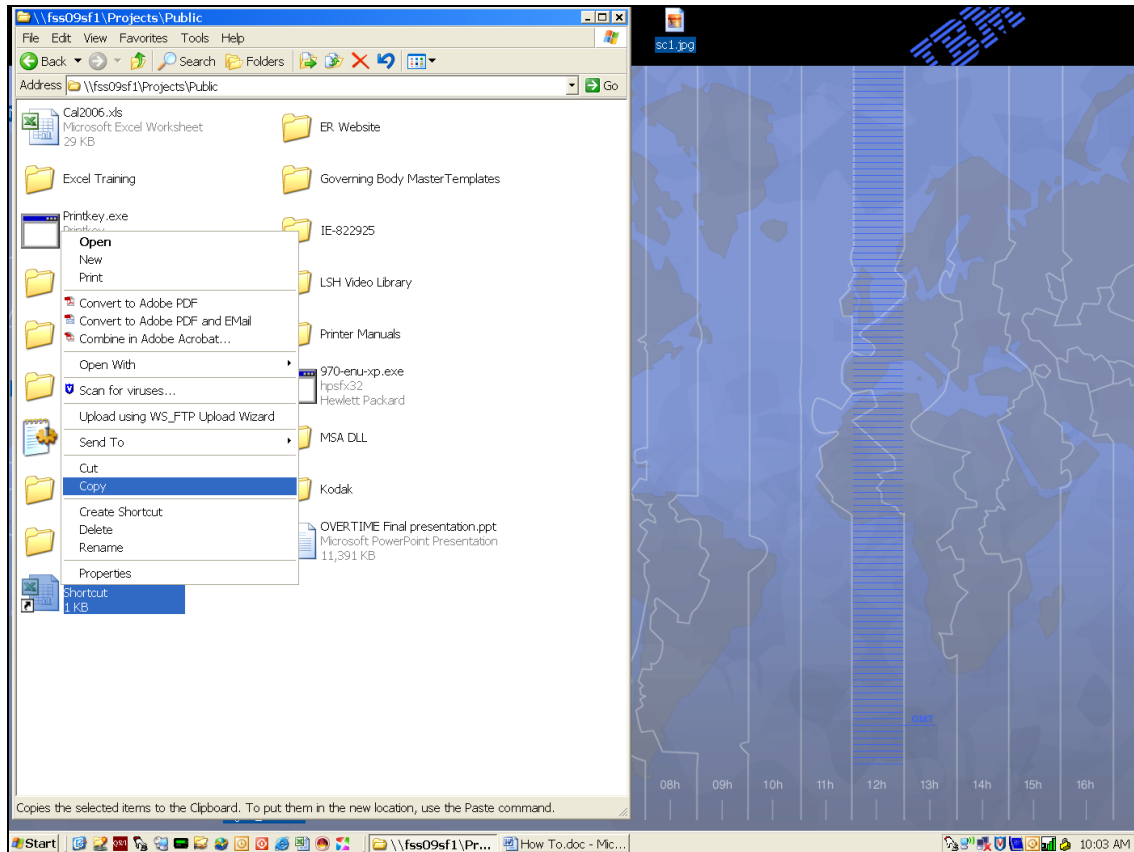 \\fss09sf1\Projects\Public
File Edit View Favorites Tools Help
Back Search Folders
Address \\fss09sf1\Projects\Public Go
Cal2006.xls
Microsoft Excel Worksheet
29 KB
ER Website
Excel Training
Governing Body MasterTemplates
Printkey.exe
Printkey
IE-822925
LSH Video Library
Printer Manuals
970-enu-xp.exe
hpsfx32
Hewlett Packard
MSA DLL
Kodak
OVERTIME Final presentation.ppt
Microsoft PowerPoint Presentation
11,391 KB
Shortcut
1 KB
Open
New
Print
Convert to Adobe PDF
Convert to Adobe PDF and EMail
Combine in Adobe Acrobat...
Open With
Scan for viruses...
Upload using WS_FTP Upload Wizard
Send To
Cut
Copy
Create Shortcut
Delete
Rename
Properties
Copies the selected items to the Clipboard. To put them in the new location, use the Paste command.
sc1.jpg
IBM
GMT
08h 09h 10h 11h 12h 13h 14h 15h 16h
Start \\fss09sf1\Pr... How To.doc - Mic... 10:03 AM